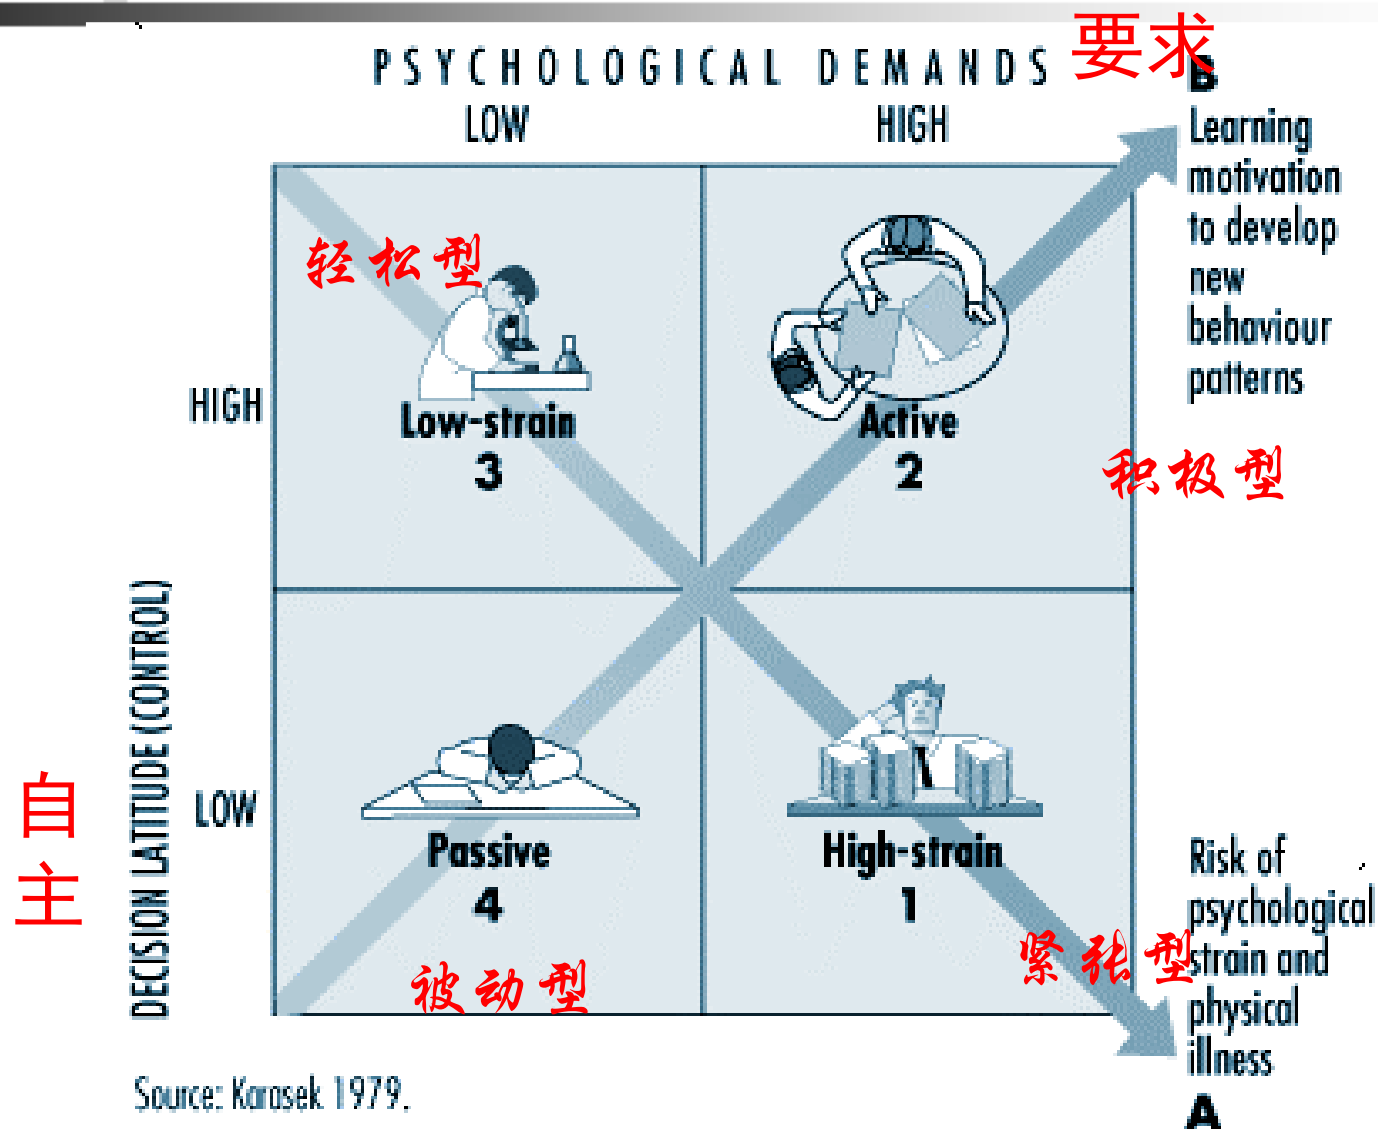 PSYCHOLOGICAL DEMANDS
要求
LOW
HIGH
B
Learning
motivation
to develop
new
behaviour
patterns
轻松型
HIGH
Low-strain
3
Active
2
积极型
DECISION LATITUDE (CONTROL)
自
主
LOW
Passive
4
被动型
High-strain
1
紧张型
Risk of
psychological
strain and
physical
illness
A
Source: Karasek 1979.